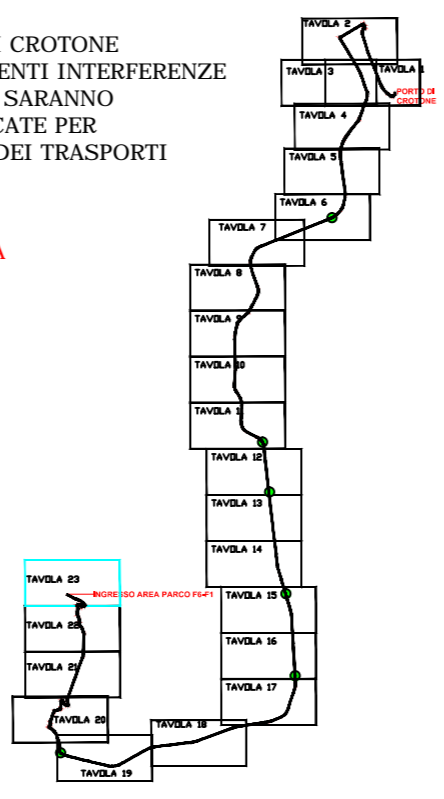 I CROTONE
ENTI INTERFERENZE
SARANNO
CATE PER
DEI TRASPORTI
A
TAVOLA 2
TAVOLA 3
TAVOLA 1
PORTO DI
CROTONE
TAVOLA 4
TAVOLA 5
TAVOLA 6
TAVOLA 7
TAVOLA 8
TAVOLA 9
TAVOLA 10
TAVOLA 1
TAVOLA 12
TAVOLA 13
TAVOLA 14
TAVOLA 15
TAVOLA 16
TAVOLA 17
TAVOLA 18
TAVOLA 19
TAVOLA 20
TAVOLA 21
TAVOLA 22
TAVOLA 23
INGRESSO AREA PARCO F6-F1